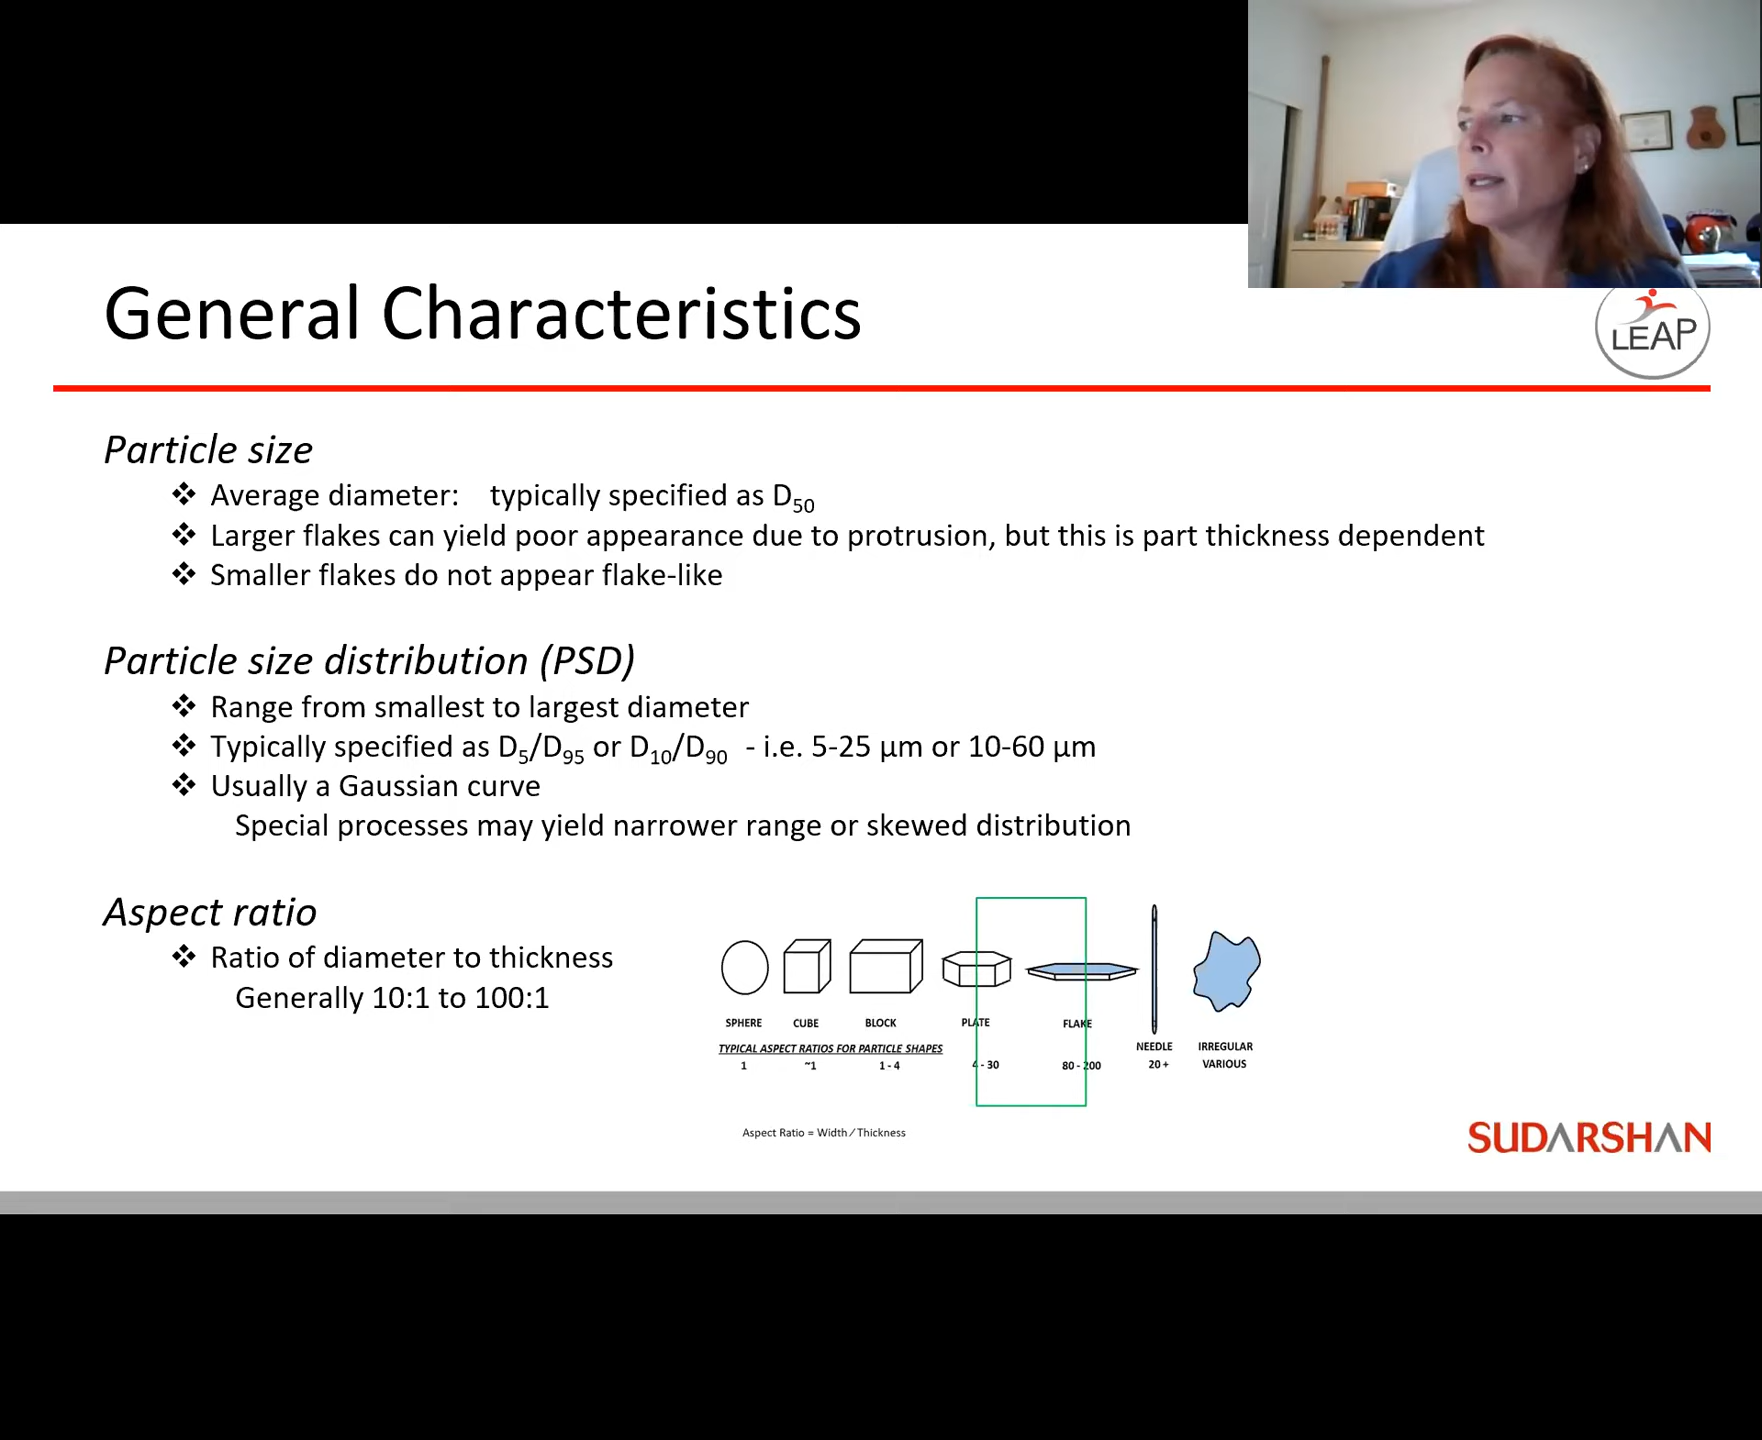 General Characteristics
LEAP
Particle size
❖ Average diameter: typically specified as D50
❖ Larger flakes can yield poor appearance due to protrusion, but this is part thickness dependent
❖ Smaller flakes do not appear flake-like
Particle size distribution (PSD)
❖ Range from smallest to largest diameter
❖ Typically specified as D5/D95 or D10/D90 - i.e. 5-25 µm or 10-60 µm
❖ Usually a Gaussian curve
Special processes may yield narrower range or skewed distribution
Aspect ratio
❖ Ratio of diameter to thickness
Generally 10:1 to 100:1
SPHERE CUBE BLOCK PLATE FLAKE
NEEDLE IRREGULAR
TYPICAL ASPECT RATIOS FOR PARTICLE SHAPES
1 ~1 1 - 4 4 - 30 80 - 200 20 + VARIOUS
Aspect Ratio = Width / Thickness
SUDARSHAN